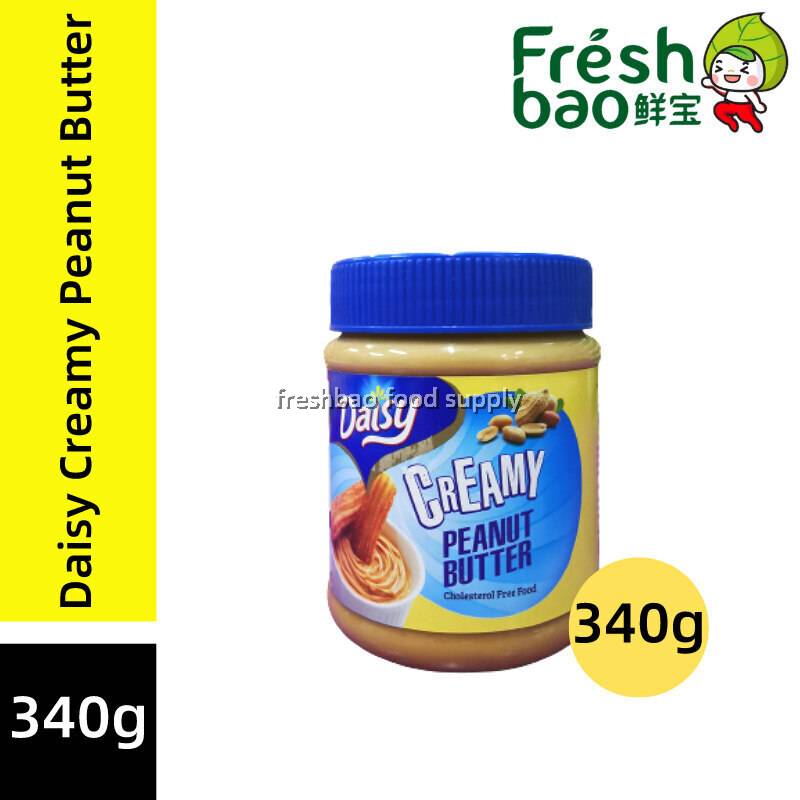 Frésh
bao鲜宝
Daisy Creamy Peanut Butter
freshbao food supply
Daisy
CREAMY
PEANUT
BUTTER
Cholesterol Free Food
340g
340g